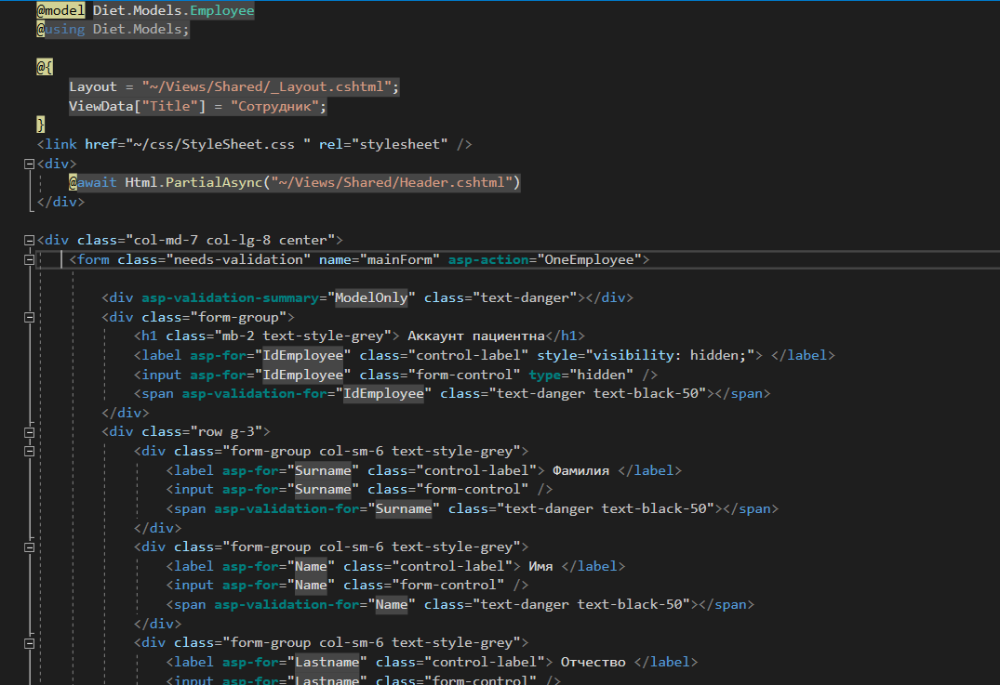 @model Diet.Models.Employee
@using Diet.Models;
@{
Layout = "~/Views/Shared/_Layout.cshtml";
ViewData["Title"] = "Сотрудник";
}
<link href="~/css/StyleSheet.css " rel="stylesheet" />
<div>
@await Html.PartialAsync("~/Views/Shared/Header.cshtml")
</div>
<div class="col-md-7 col-lg-8 center">
<form class="needs-validation" name="mainForm" asp-action="OneEmployee">
<div asp-validation-summary="ModelOnly" class="text-danger"></div>
<div class="form-group">
<h1 class="mb-2 text-style-grey"> Аккаунт пациентна</h1>
<label asp-for="IdEmployee" class="control-label" style="visibility: hidden;"> </label>
<input asp-for="IdEmployee" class="form-control" type="hidden" />
<span asp-validation-for="IdEmployee" class="text-danger text-black-50"></span>
</div>
<div class="row g-3">
<div class="form-group col-sm-6 text-style-grey">
<label asp-for="Surname" class="control-label"> Фамилия </label>
<input asp-for="Surname" class="form-control" />
<span asp-validation-for="Surname" class="text-danger text-black-50"></span>
</div>
<div class="form-group col-sm-6 text-style-grey">
<label asp-for="Name" class="control-label"> Имя </label>
<input asp-for="Name" class="form-control" />
<span asp-validation-for="Name" class="text-danger text-black-50"></span>
</div>
<div class="form-group col-sm-6 text-style-grey">
<label asp-for="Lastname" class="control-label"> Отчество </label>
<input asp-for="Lastname" class="form-control" />